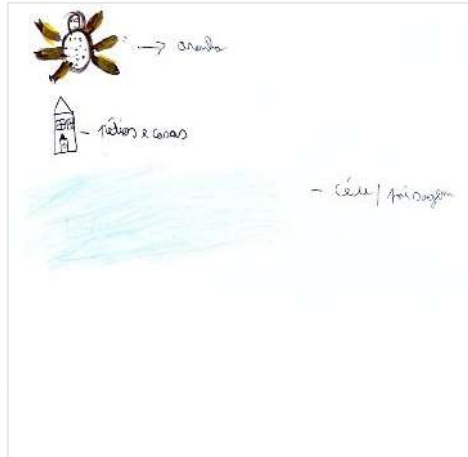 → aranha
- prédios e casas
- céu / paisagem